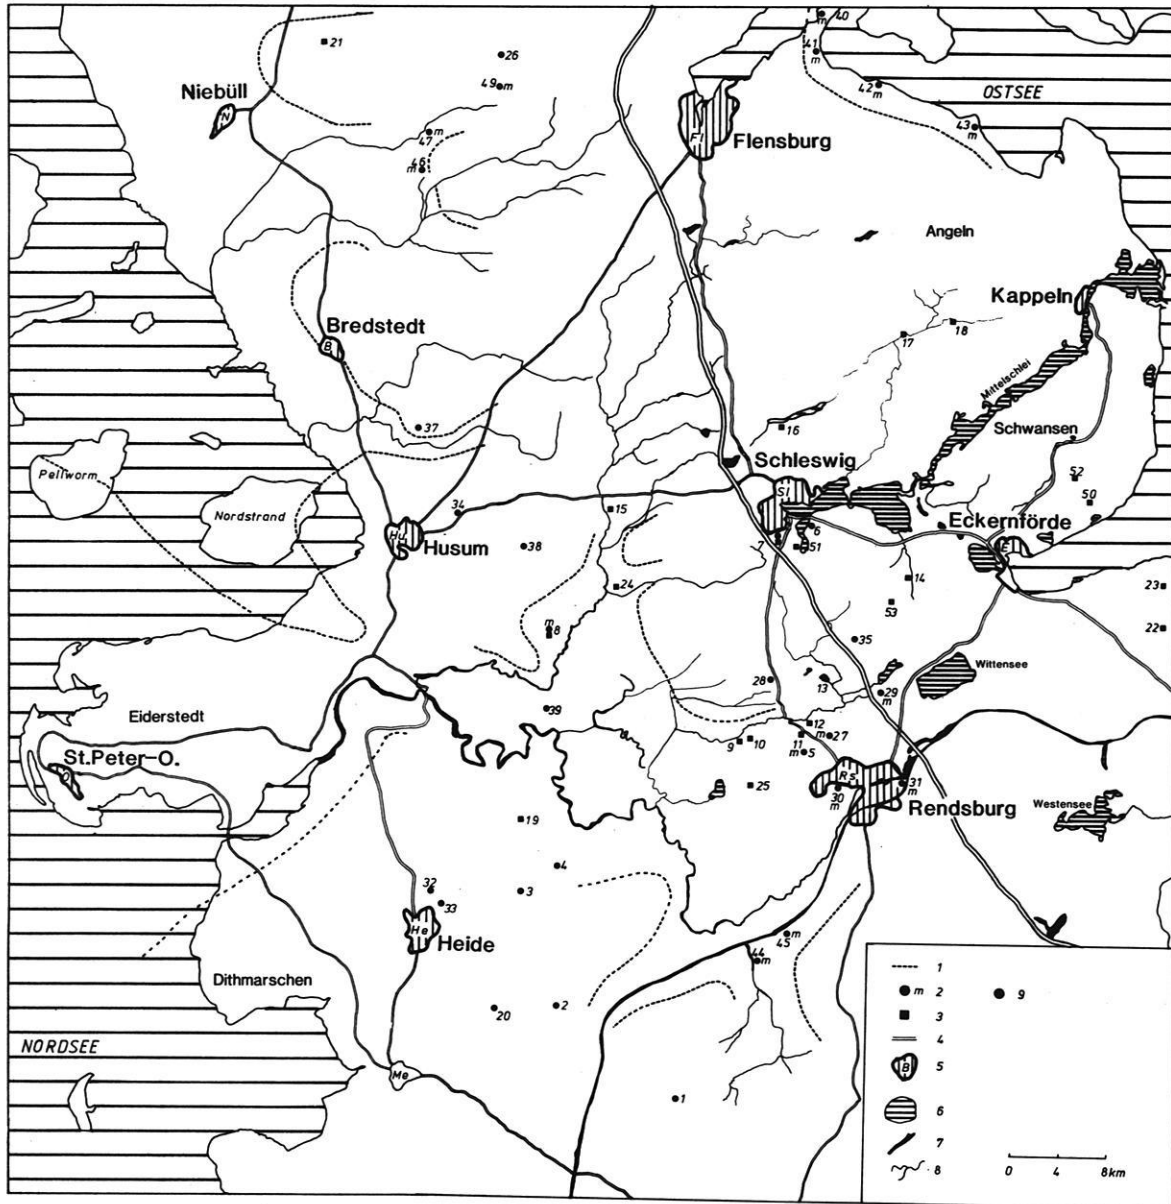 m 40
21
26
41
m
49 m
42
m
OSTSEE
Niebüll
N
m
47
Fl
Flensburg
43
m
46
m
Angeln
Kappeln
18
17
Bredstedt
B
Mittelschlei
Schwansen
37
16
Schleswig
Pellworm
52
Sl
50
34
15
Nordstrand
Eckernförde
Hu
Husum
6
7
51
E
38
14
24
23
53
m
8
22
35
28
Wittensee
13
29
m
39
Eiderstedt
12
St.Peter-O.
9
10
11
m
27
m
5
O
Rs
25
30
m
31
m
Rendsburg
Westensee
19
4
32
3
33
He
Heide
45 m
44
m
Dithmarschen
1
m 2
9
20
2
3
4
NORDSEE
B
5
Me
1
6
7
8
0 4 8km